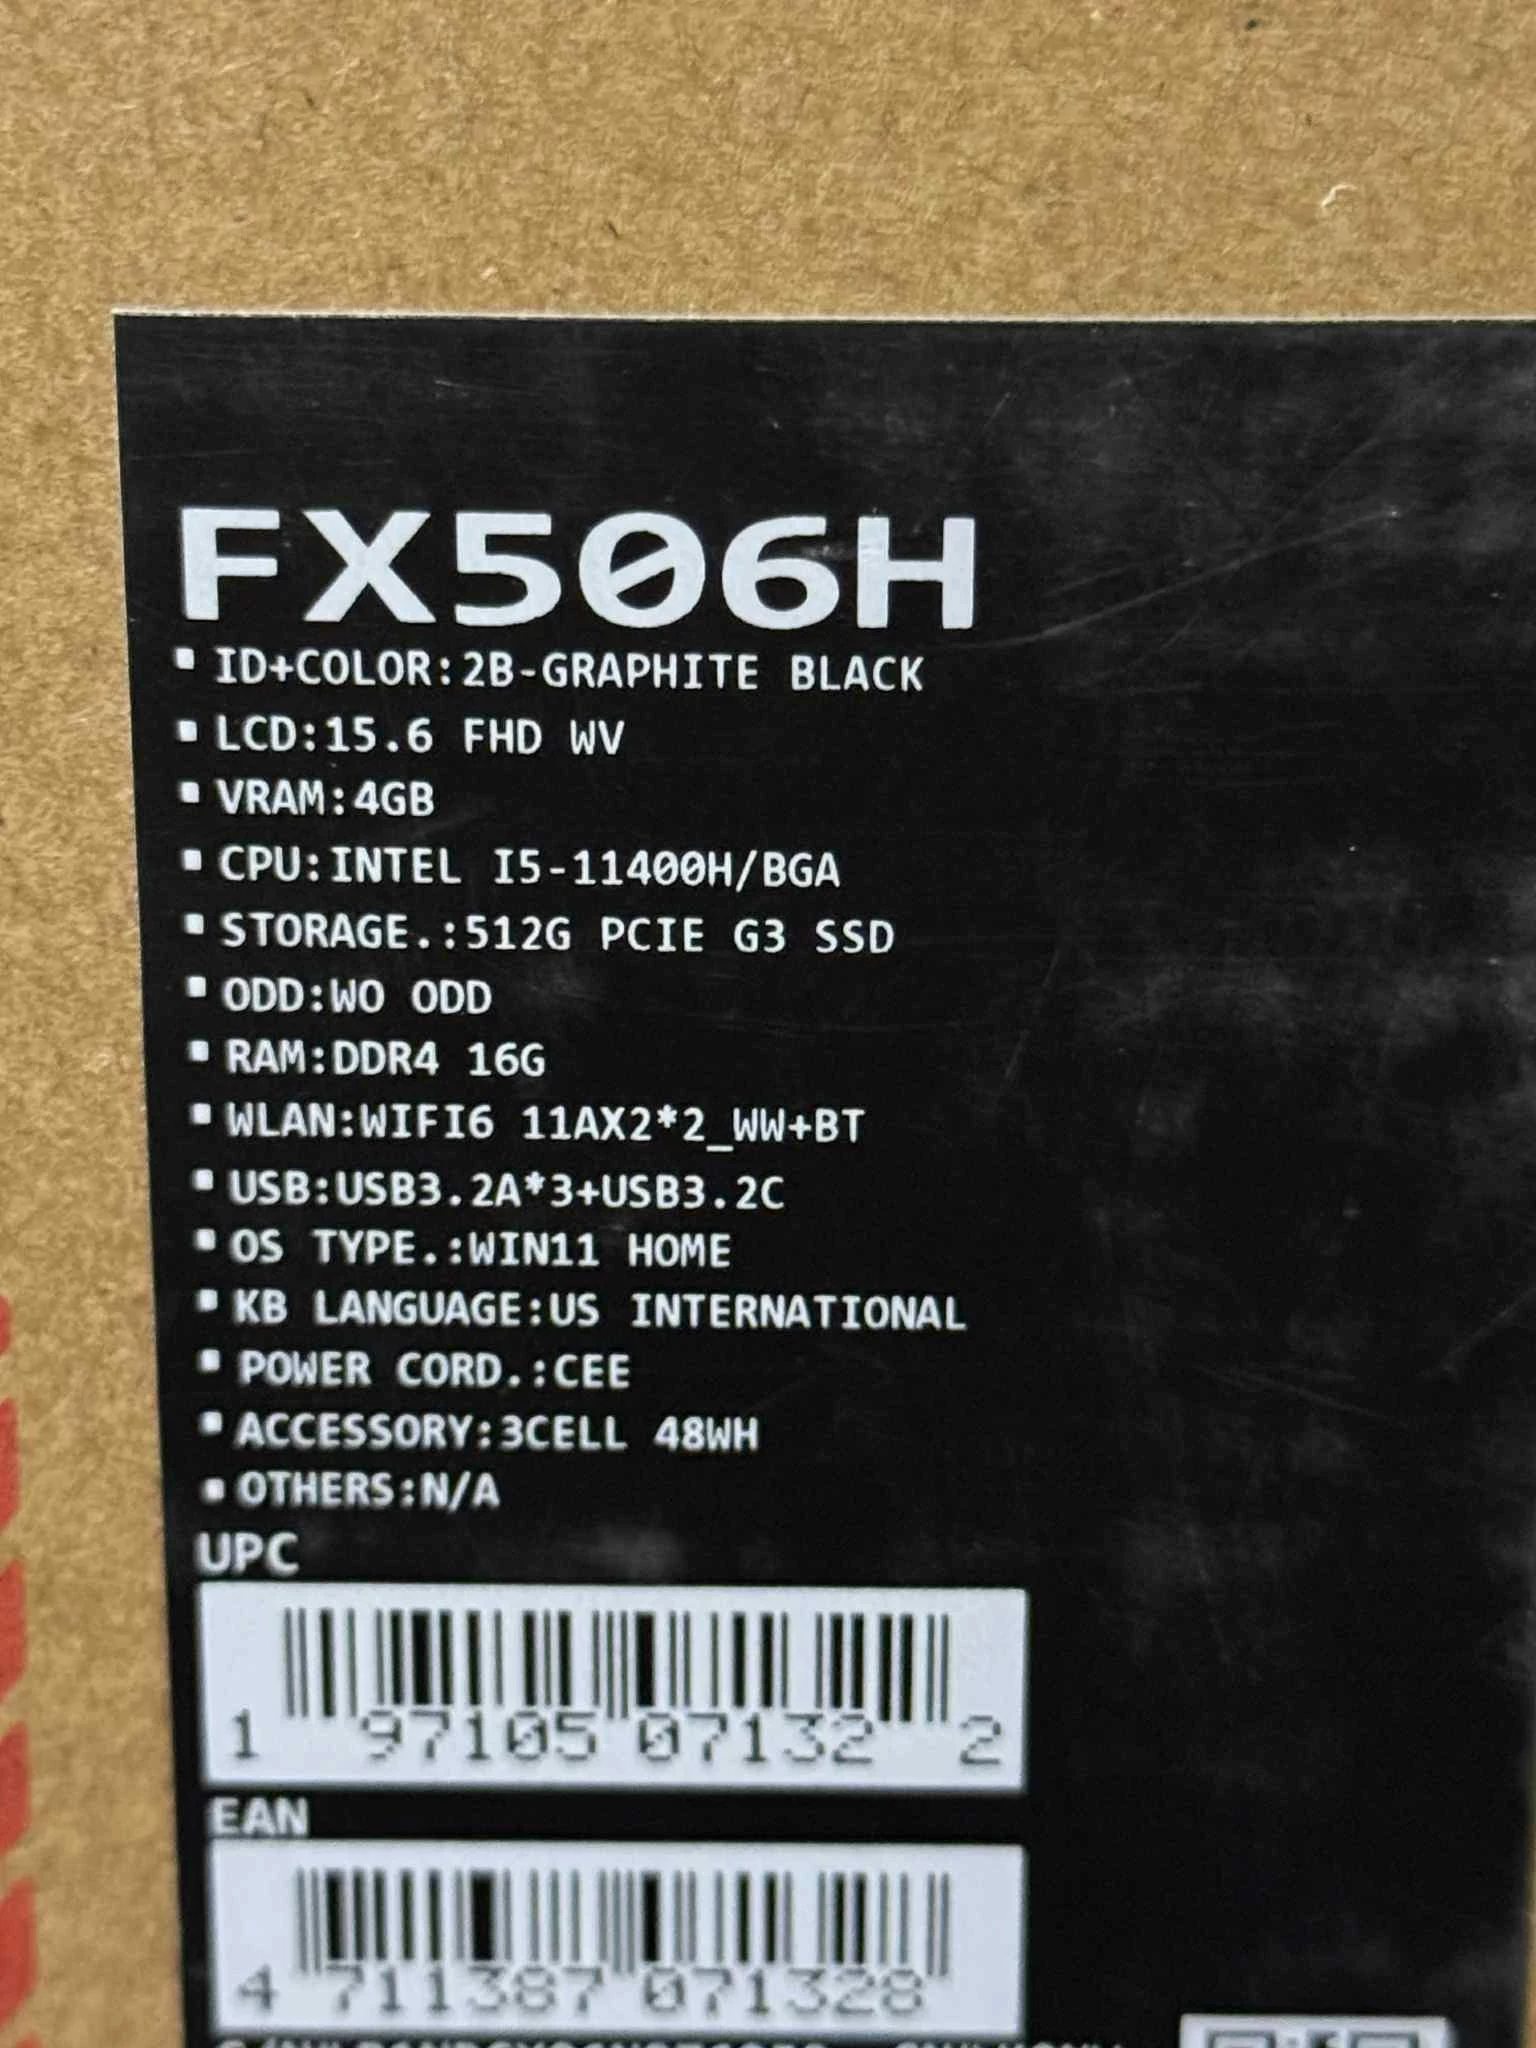 FX506H
ID+COLOR:2B-GRAPHITE BLACK
LCD:15.6 FHD WV
VRAM:4GB
CPU:INTEL I5-11400H/BGA
STORAGE.:512G PCIE G3 SSD
ODD:WO ODD
RAM:DDR4 16G
WLAN:WIFI6 11AX2*2_WW+BT
USB:USB3.2A*3+USB3.2C
OS TYPE.:WIN11 HOME
KB LANGUAGE:US INTERNATIONAL
POWER CORD.:CEE
ACCESSORY:3CELL 48WH
OTHERS:N/A
UPC
1 97105 07132 2
EAN
4 711387 071328